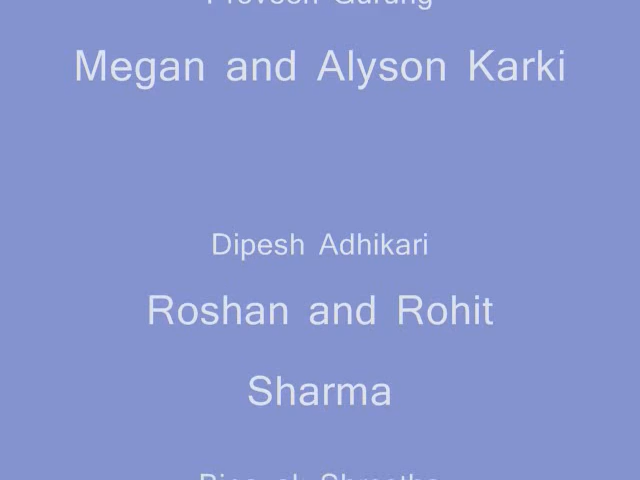 Megan and Alyson Karki
Dipesh Adhikari
Roshan and Rohit
Sharma